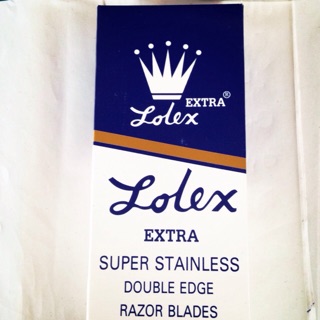 EXTRA®
Lolex
Lolex
EXTRA
SUPER STAINLESS
DOUBLE EDGE
RAZOR BLADES